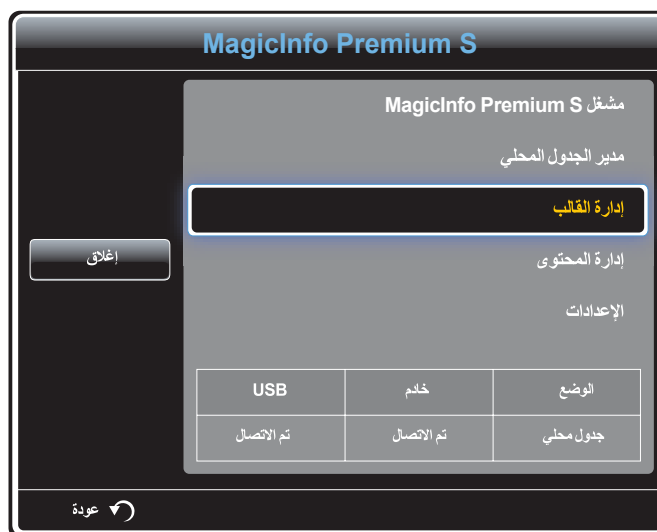 MagicInfo Premium S
مشغل MagicInfo Premium S
مدير الجدول المحلي
إدارة القالب
إدارة المحتوى
الإعدادات
إغلاق
الوضع خادم USB
جدول محلي تم الاتصال تم الاتصال
عودة